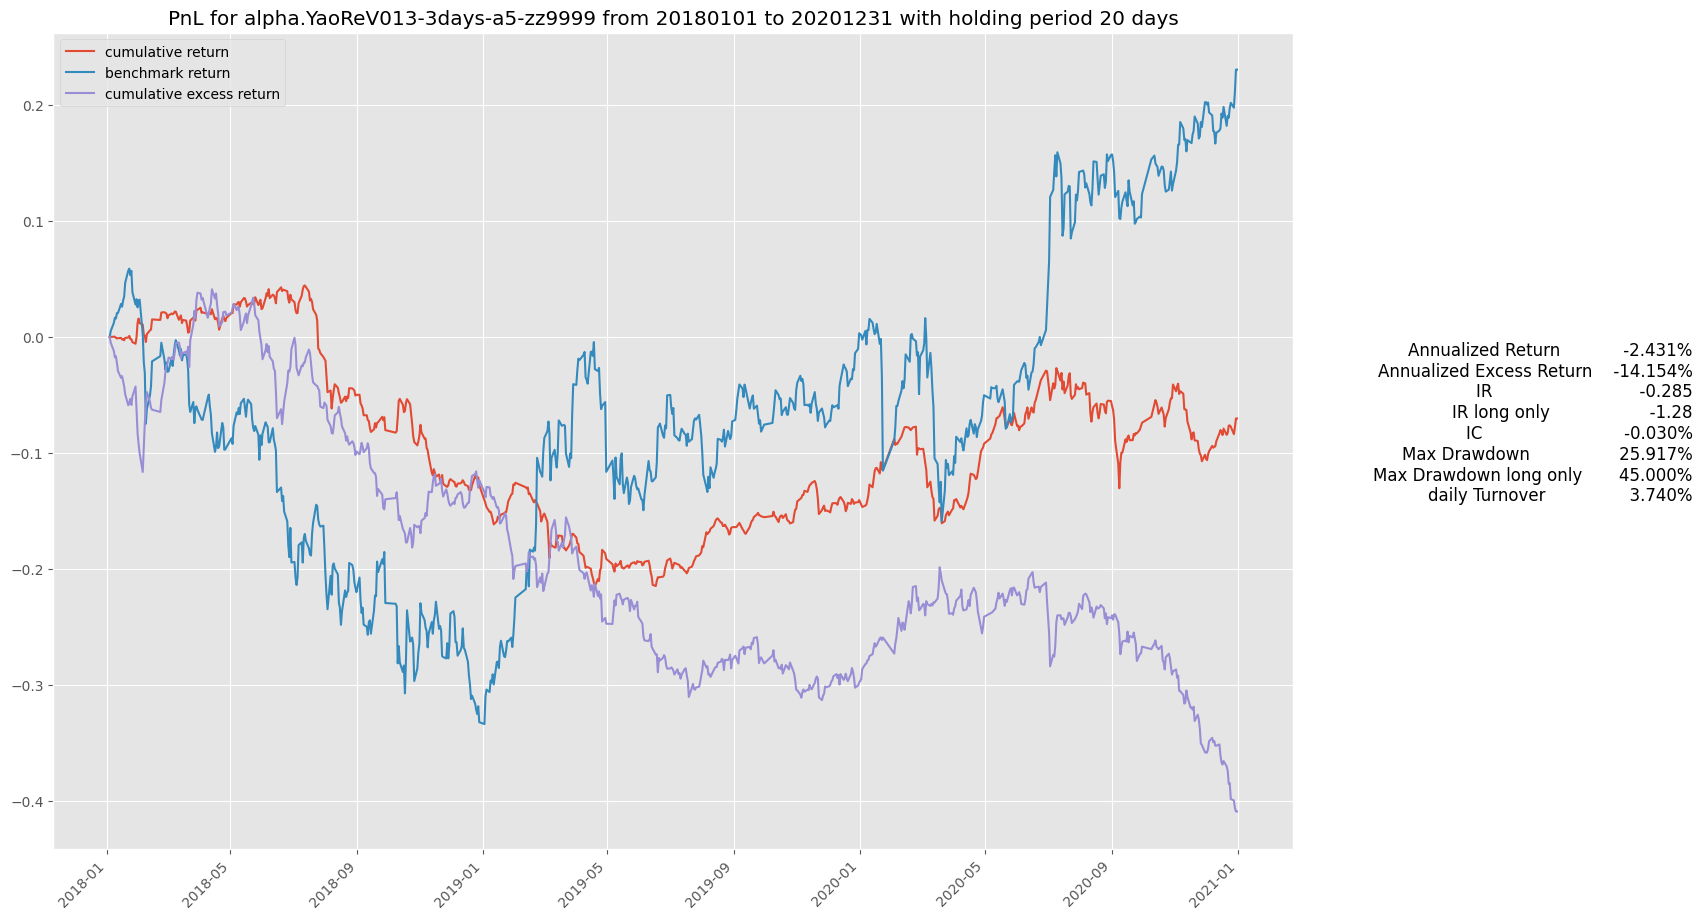 PnL for alpha.YaoReV013-3days-a5-zz9999 from 20180101 to 20201231 with holding period 20 days
cumulative return
benchmark return
cumulative excess return
0.2
0.1
0.0
−0.1
−0.2
−0.3
−0.4
2018-01
2018-05
2018-09
2019-01
2019-05
2019-09
2020-01
2020-05
2020-09
2021-01
Annualized Return -2.431%
Annualized Excess Return -14.154%
IR -0.285
IR long only -1.28
IC -0.030%
Max Drawdown 25.917%
Max Drawdown long only 45.000%
daily Turnover 3.740%